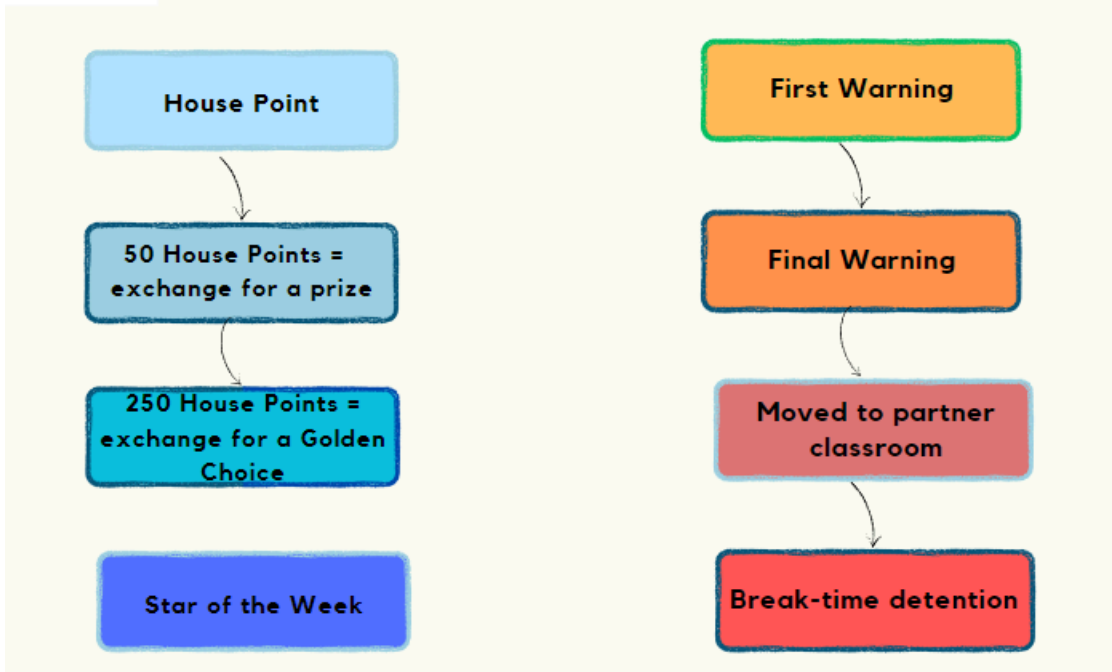 House Point
50 House Points =
exchange for a prize
250 House Points =
exchange for a Golden
Choice
Star of the Week
First Warning
Final Warning
Moved to partner
classroom
Break-time detention